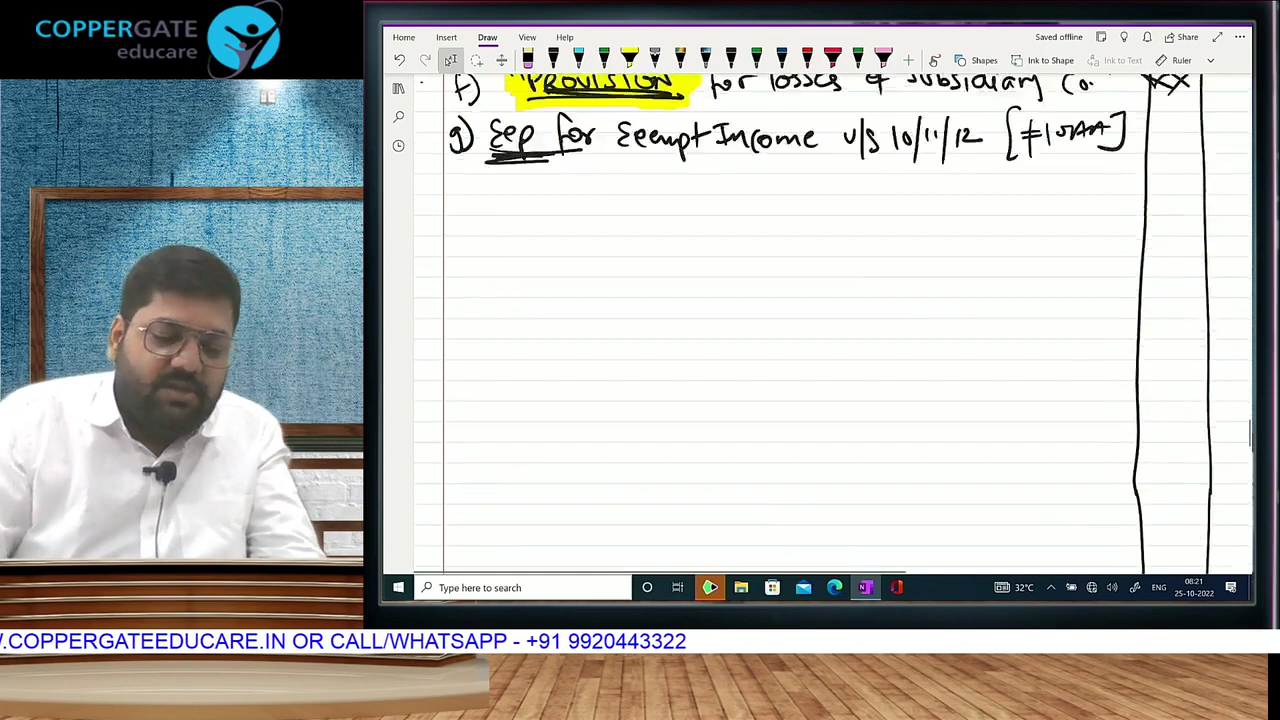 COPPERGATE
educare
Saved offline
Home Insert Draw View Help Share
Shapes Ink to Shape Ink to Text Ruler
f) "PROVISION" for losses of subsidiary Co.
XX
g) Exp for Exempt Income u/s 10/11/12 [≠10AA]
Type here to search
32°C ENG 08:21
25-10-2022
W.COPPERGATEEDUCARE.IN OR CALL/WHATSAPP - +91 9920443322